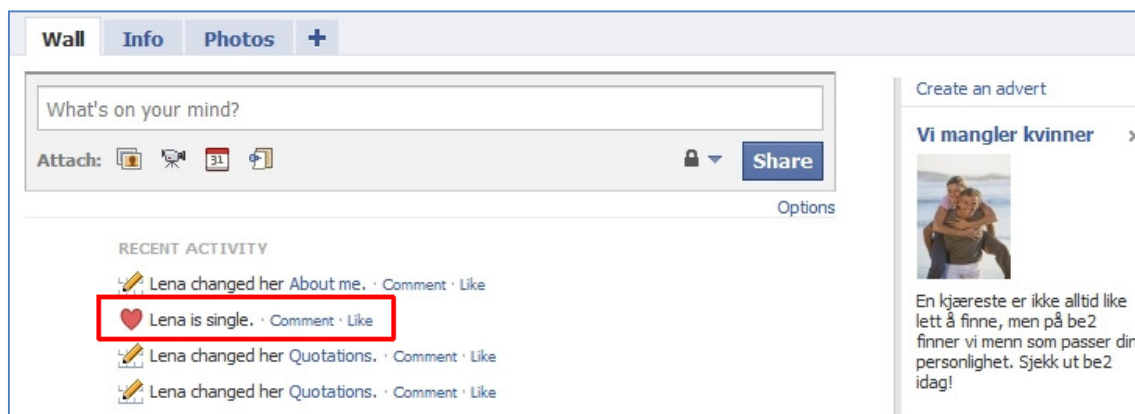 Wall Info Photos +
What's on your mind?
Attach: 31 Share
Options
RECENT ACTIVITY
Lena changed her About me. · Comment · Like
Lena is single. · Comment · Like
Lena changed her Quotations. · Comment · Like
Lena changed her Quotations. · Comment · Like
Create an advert
Vi mangler kvinner
En kjæreste er ikke alltid like
lett å finne, men på be2
finner vi menn som passer din
personlighet. Sjekk ut be2
idag!